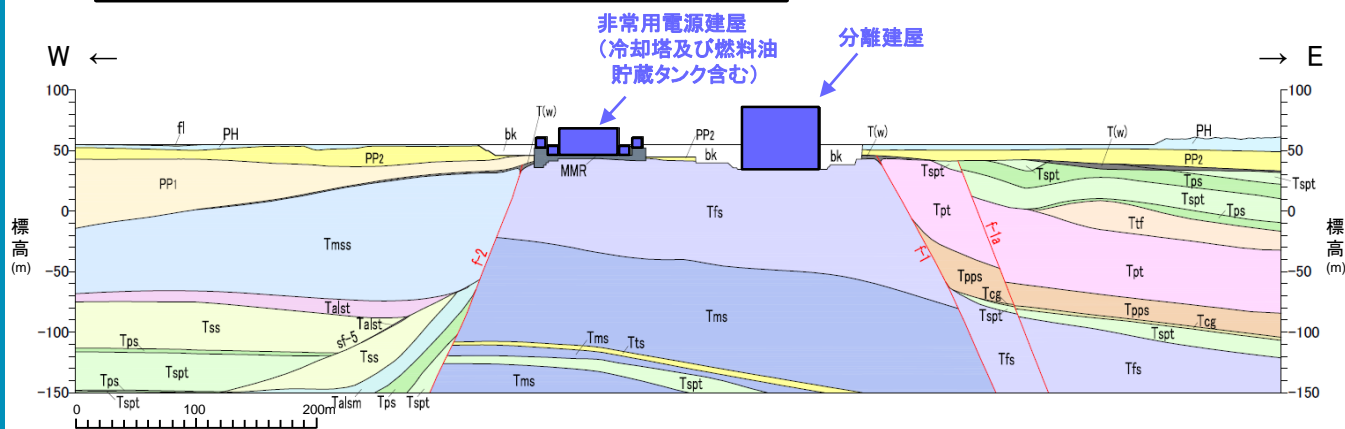 非常用電源建屋
（冷却塔及び燃料油
貯蔵タンク含む）
分離建屋
W ←
→ E
100
50
0
−50
−100
−150
標高
(m)
100
50
0
−50
−100
−150
標高
(m)
fl
PH
bk
T(w)
PP2
bk
bk
T(w)
T(w)
PH
PP2
PP2
PP1
MMR
Tspt
Tspt
Tps
Tspt
Tspt
Tps
Tfs
Tpt
Ttf
Tmss
f-2
f-1
f-1a
Tpt
Tpps
Tcg
Tspt
Tpps
Tcg
Tspt
Talst
Talst
Tss
sf-5
Tss
Tms
Tms
Tts
Tps
Tspt
Tms
Tspt
Tfs
Tfs
Tps
Tspt
Talsm
Tps
Tspt
0
100
200m